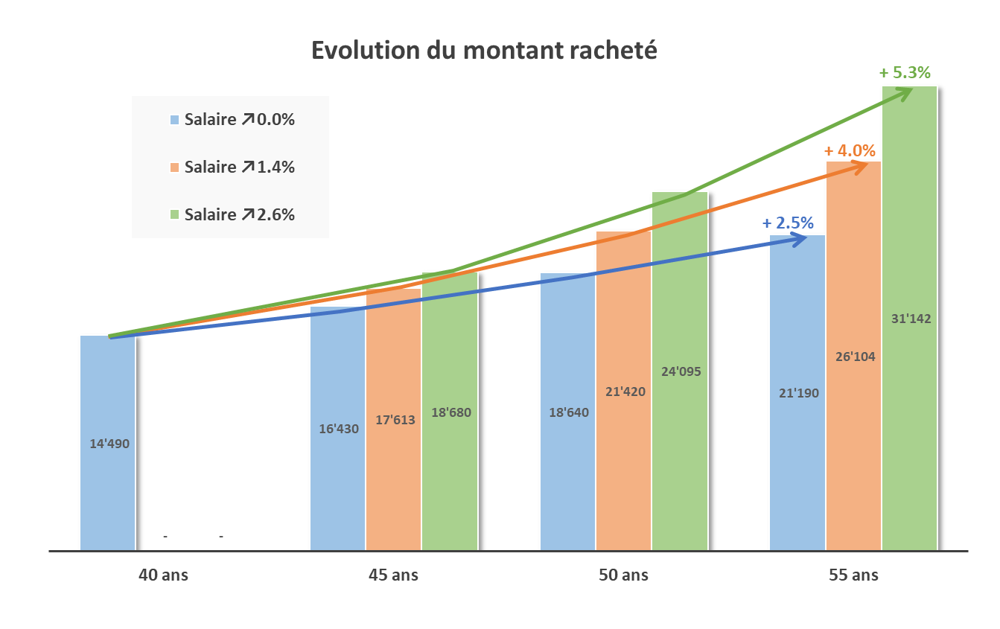 Evolution du montant racheté
Salaire ↗0.0%
Salaire ↗1.4%
Salaire ↗2.6%
+ 5.3%
+ 4.0%
+ 2.5%
14'490
-
-
16'430
17'613
18'680
18'640
21'420
24'095
21'190
26'104
31'142
40 ans
45 ans
50 ans
55 ans